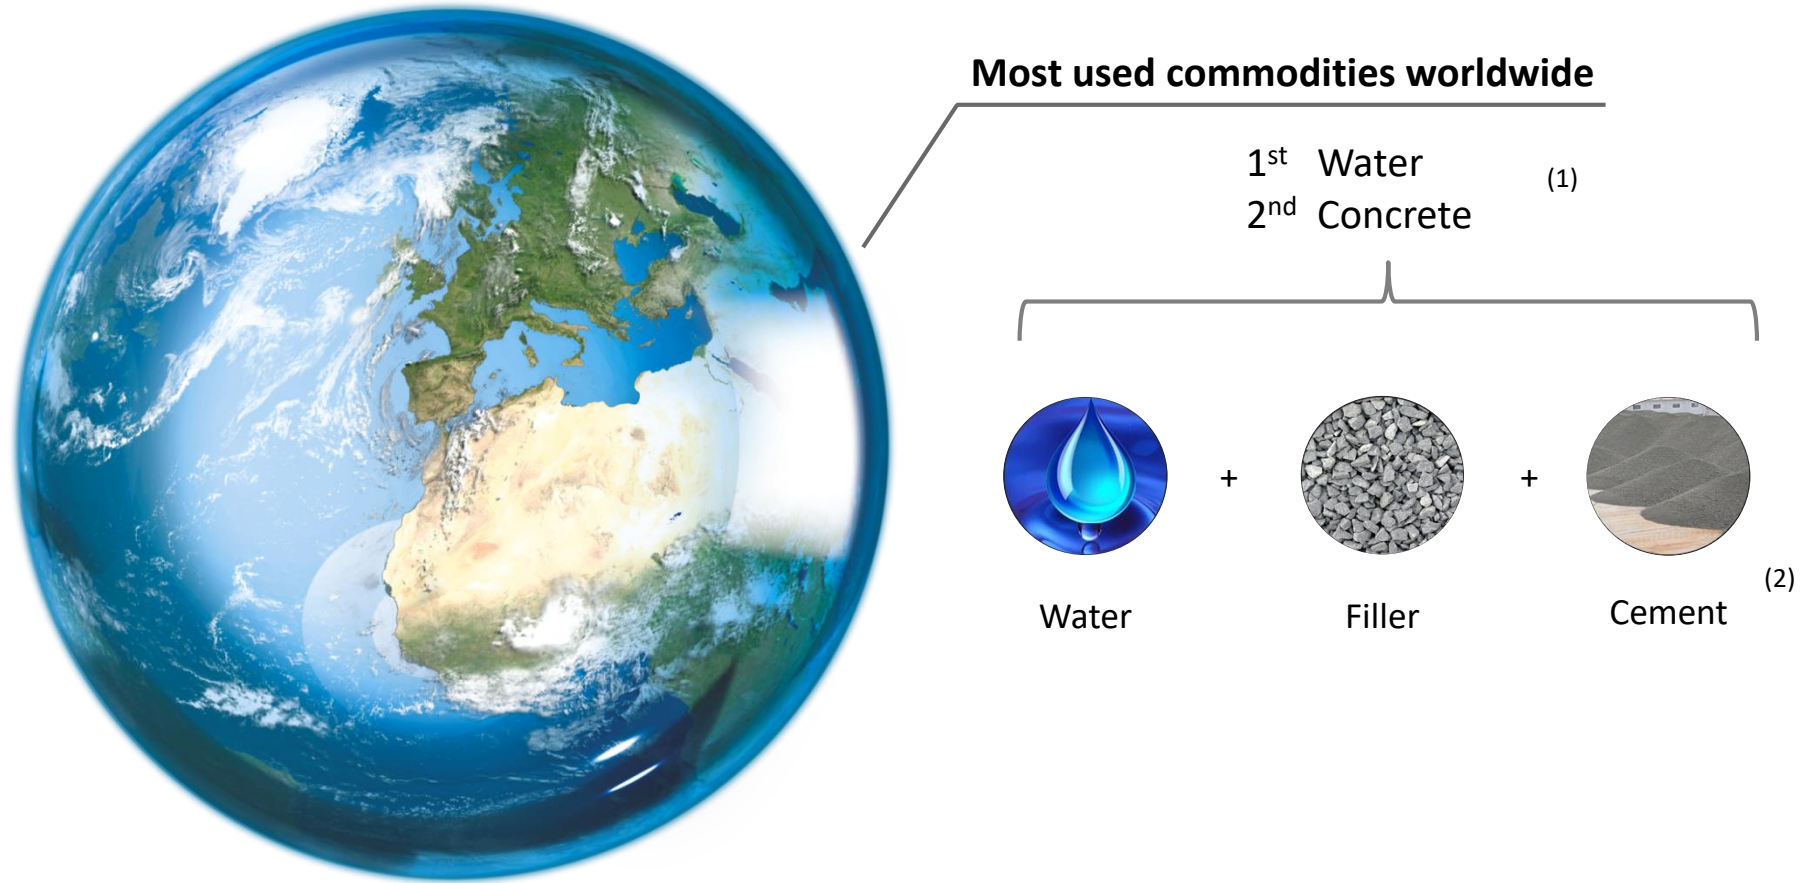 Most used commodities worldwide
1st Water
(1)
2nd Concrete
+ +
(2)
Water Filler Cement